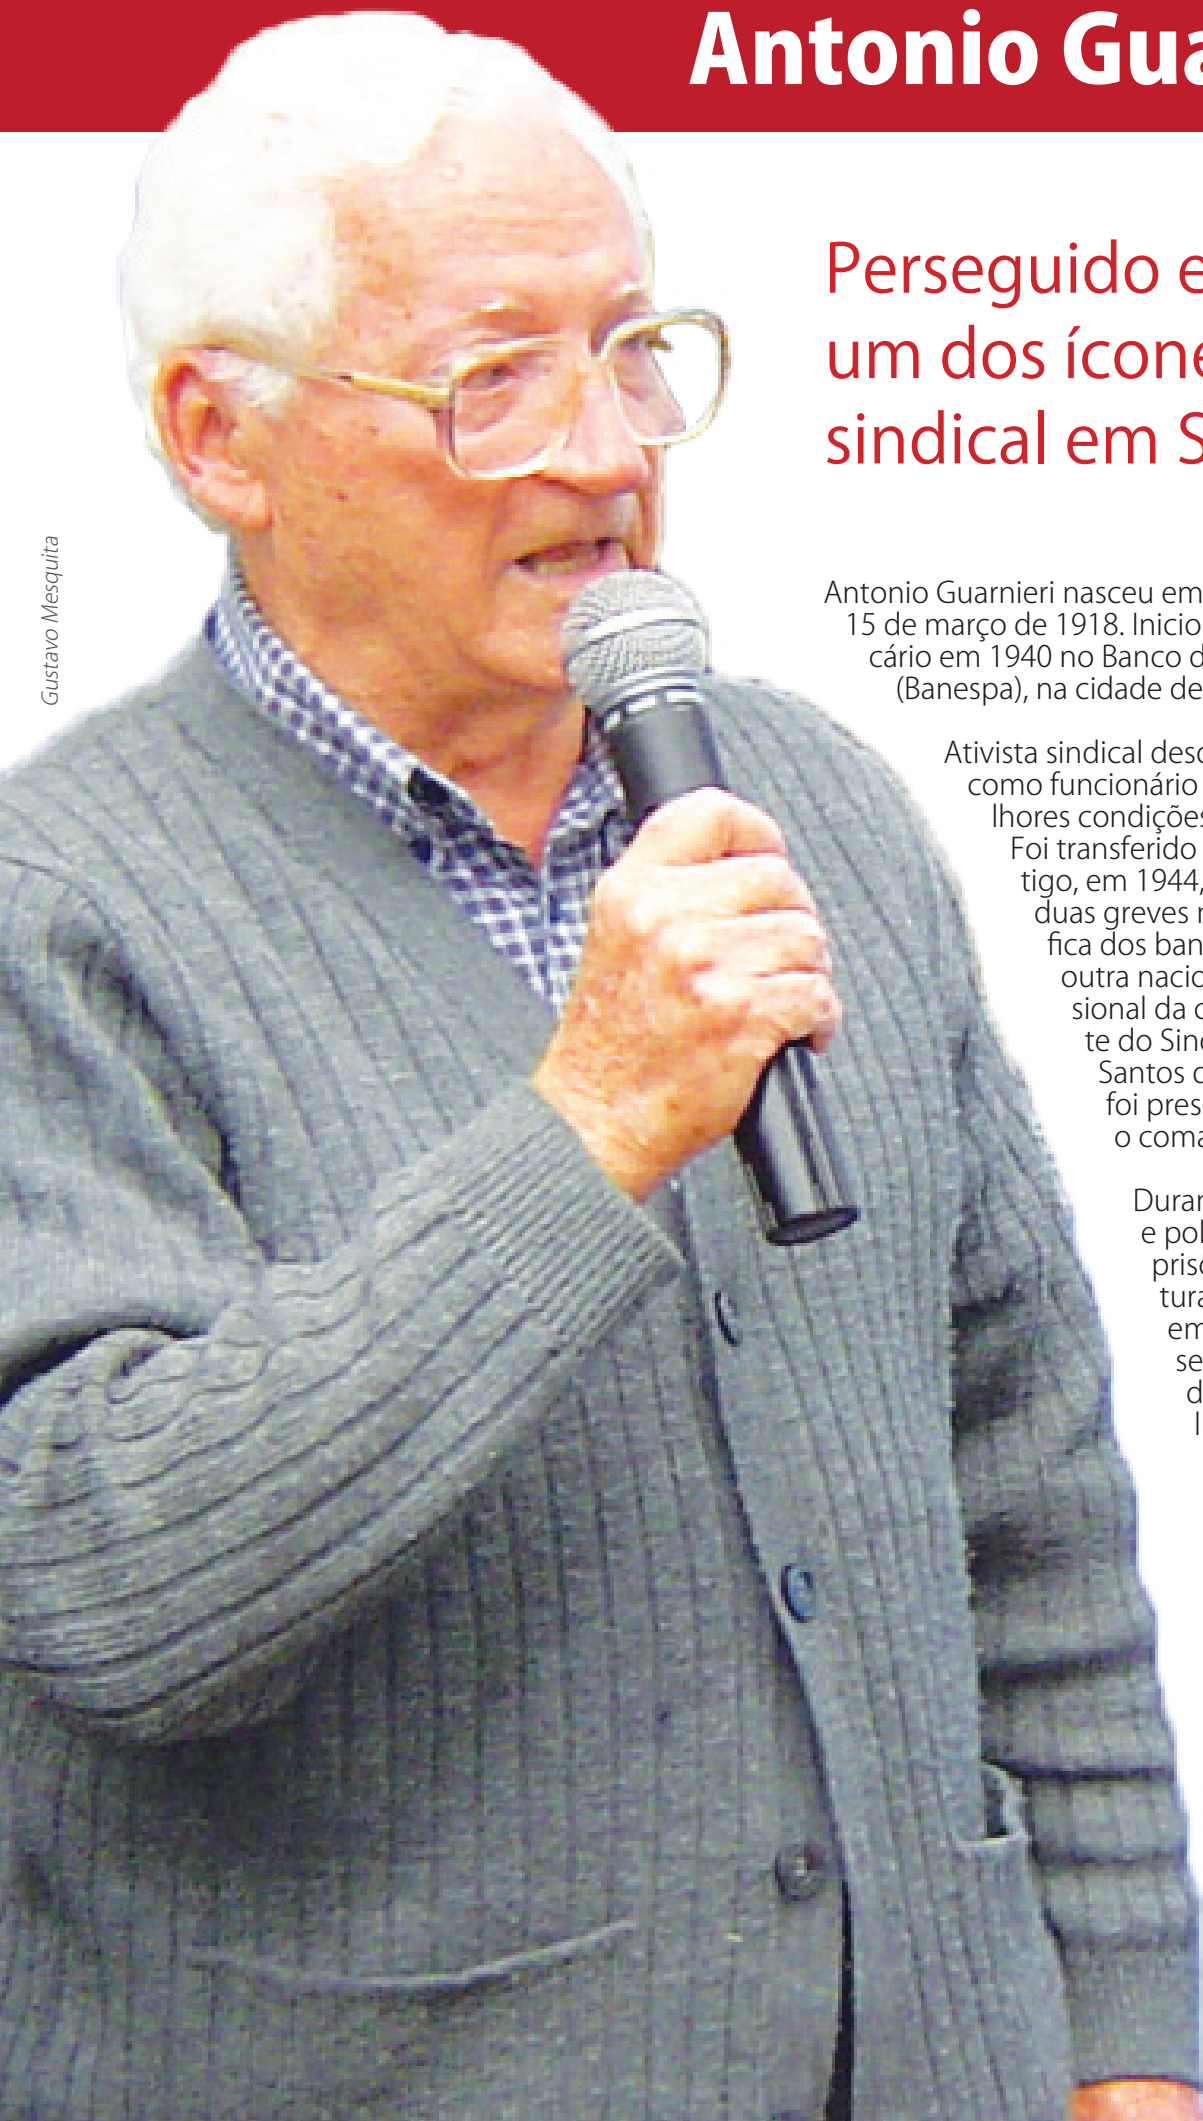 Antonio Gua
Perseguido e
um dos ícone
sindical em S
Gustavo Mesquita
Antonio Guarnieri nasceu em
15 de março de 1918. Inicio
cário em 1940 no Banco d
(Banespa), na cidade de
Ativista sindical desd
como funcionário
lhores condições
Foi transferido
tigo, em 1944,
duas greves n
fica dos ban
outra nacio
sional da c
te do Sind
Santos d
foi pres
o coma
Duran
e pol
priso
tura
em
se
d
l